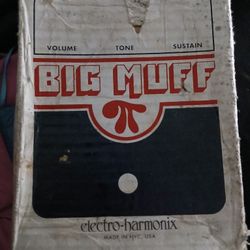 VOLUME TONE SUSTAIN
BIG MUFF
π
electro-harmonix
MADE IN NYC, USA